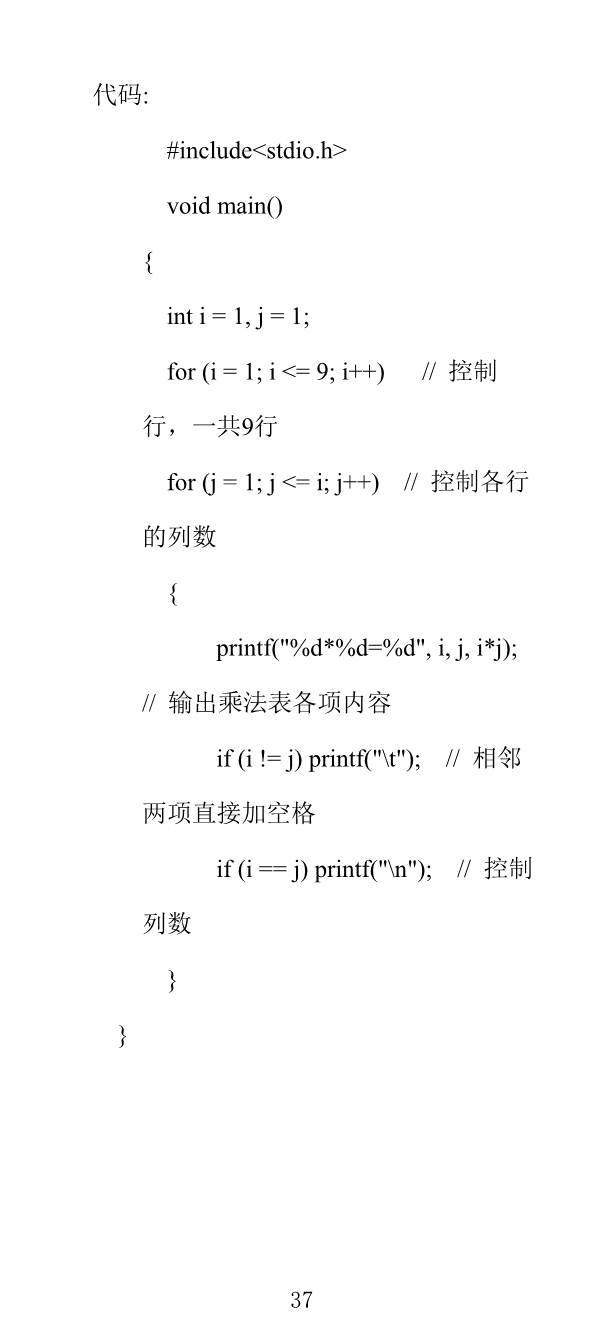 代码:
#include<stdio.h>
void main()
{
int i = 1, j = 1;
for (i = 1; i <= 9; i++) // 控制
行，一共9行
for (j = 1; j <= i; j++) // 控制各行
的列数
{
printf("%d*%d=%d", i, j, i*j);
// 输出乘法表各项内容
if (i != j) printf("\t"); // 相邻
两项直接加空格
if (i == j) printf("\n"); // 控制
列数
}
}
37